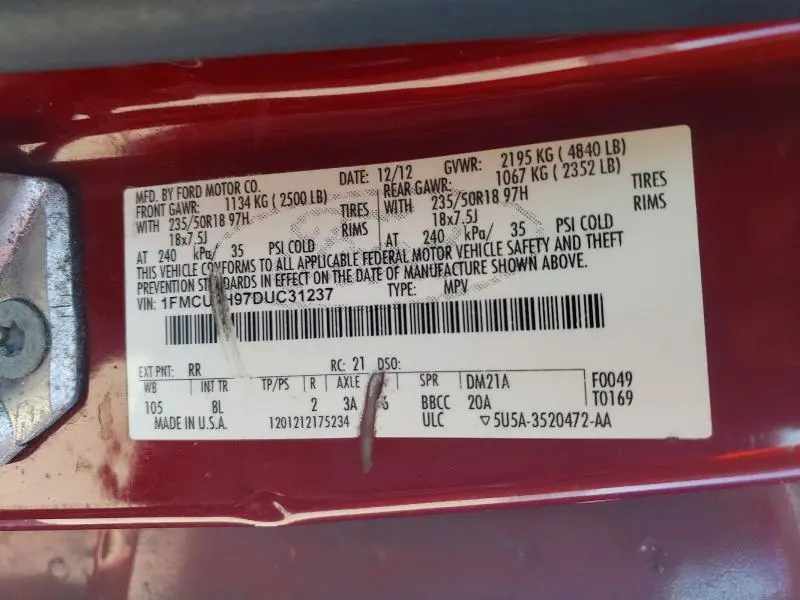 MFD. BY FORD MOTOR CO. DATE: 12/12 GVWR: 2195 KG ( 4840 LB)
FRONT GAWR: 1134 KG ( 2500 LB) REAR GAWR: 1067 KG ( 2352 LB)
WITH 235/50R18 97H TIRES WITH 235/50R18 97H TIRES
18x7.5J RIMS 18x7.5J RIMS
AT 240 kPa/ 35 PSI COLD AT 240 kPa/ 35 PSI COLD
THIS VEHICLE CONFORMS TO ALL APPLICABLE FEDERAL MOTOR VEHICLE SAFETY AND THEFT
PREVENTION STANDARDS IN EFFECT ON THE DATE OF MANUFACTURE SHOWN ABOVE.
VIN: TYPE: MPV
EXT PNT: RR RC: 21 DSO:
WB INT TR TP/PS R AXLE SPR DM21A F0049
105 8L 2 3A BBCC 20A T0169
MADE IN U.S.A. 1201212175234 ULC ▽5U5A-3520472-AA